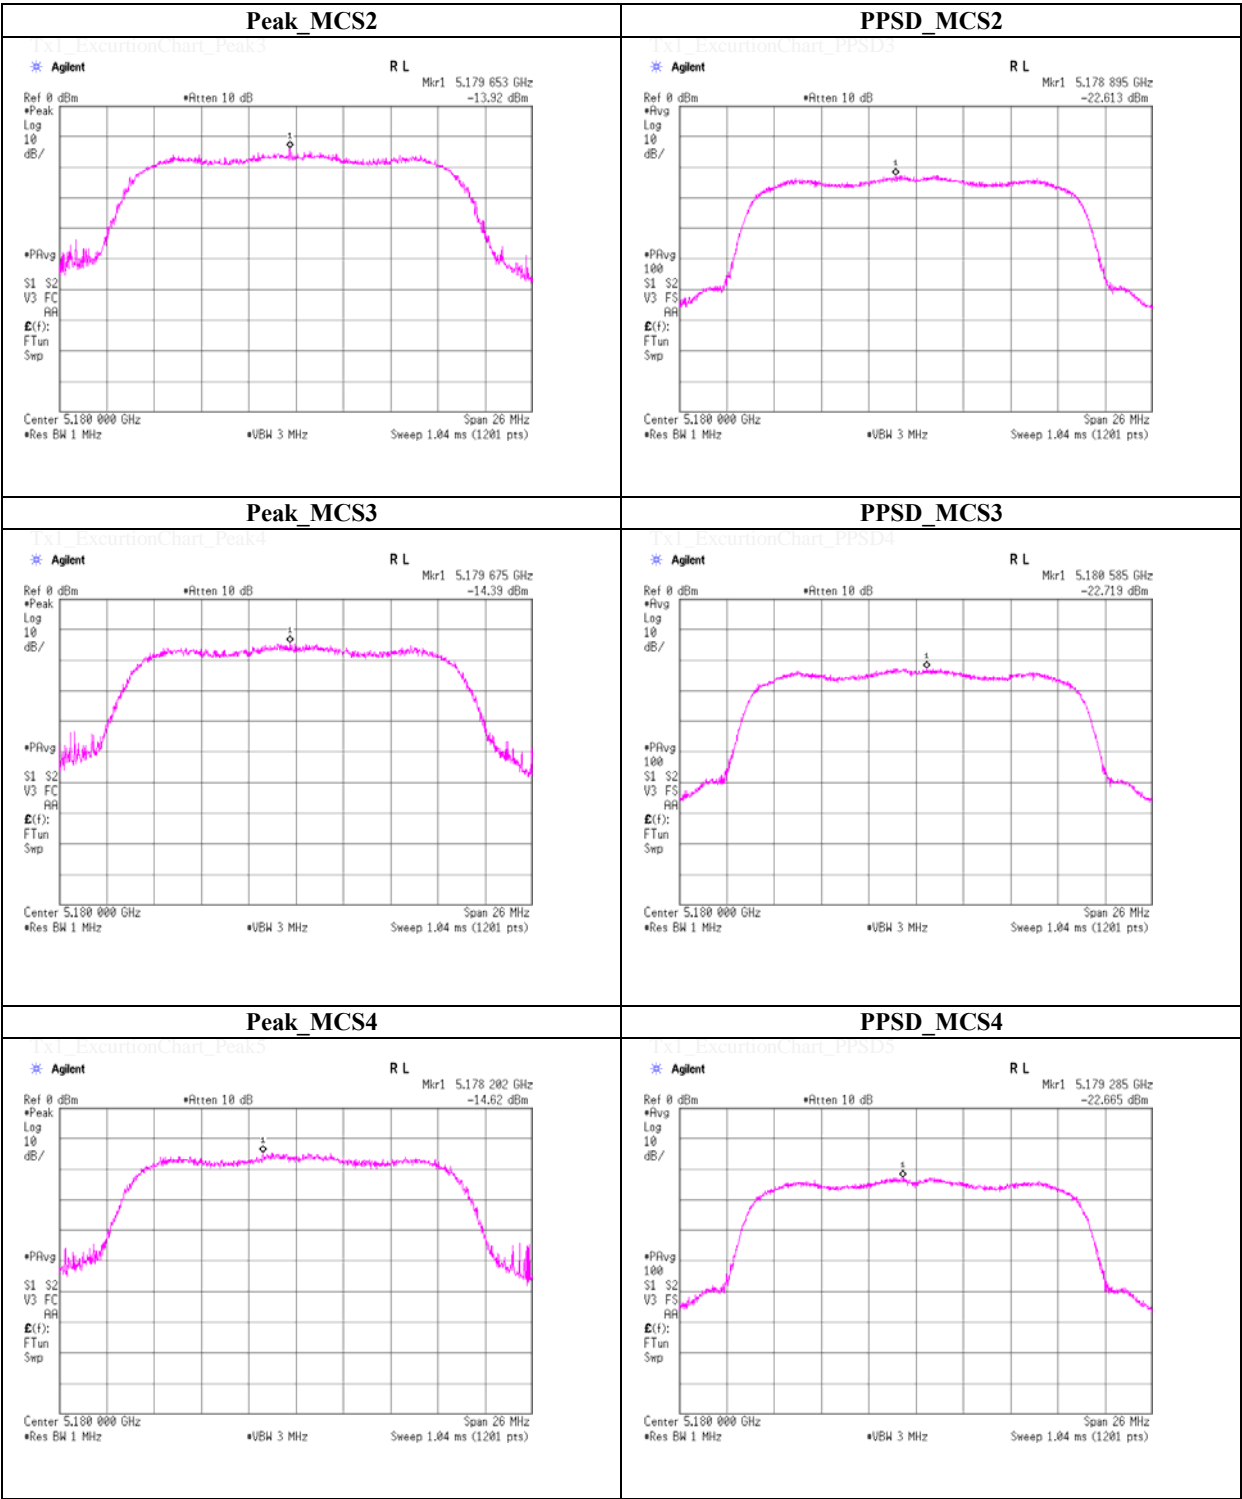 Peak_MCS2
PPSD_MCS2
Tx1_ExcurtionChart_Peak3
Agilent
R L
Mkr1 5.179 653 GHz
Ref 0 dBm
*Atten 10 dB
-13.92 dBm
*Peak
Log
10
dB/
1
*PAvg
S1 S2
V3 FC
AA
£(f):
FTun
Swp
Center 5.180 000 GHz
Span 26 MHz
*Res BW 1 MHz
*VBW 3 MHz
Sweep 1.04 ms (1201 pts)
Tx1_ExcurtionChart_PPSD3
Agilent
R L
Mkr1 5.178 895 GHz
Ref 0 dBm
*Atten 10 dB
-22.613 dBm
*Avg
Log
10
dB/
1
*PAvg
100
S1 S2
V3 FS
AA
£(f):
FTun
Swp
Center 5.180 000 GHz
Span 26 MHz
*Res BW 1 MHz
*VBW 3 MHz
Sweep 1.04 ms (1201 pts)
Peak_MCS3
PPSD_MCS3
Tx1_ExcurtionChart_Peak4
Agilent
R L
Mkr1 5.179 675 GHz
Ref 0 dBm
*Atten 10 dB
-14.39 dBm
*Peak
Log
10
dB/
1
*PAvg
S1 S2
V3 FC
AA
£(f):
FTun
Swp
Center 5.180 000 GHz
Span 26 MHz
*Res BW 1 MHz
*VBW 3 MHz
Sweep 1.04 ms (1201 pts)
Tx1_ExcurtionChart_PPSD4
Agilent
R L
Mkr1 5.180 585 GHz
Ref 0 dBm
*Atten 10 dB
-22.719 dBm
*Avg
Log
10
dB/
1
*PAvg
100
S1 S2
V3 FS
AA
£(f):
FTun
Swp
Center 5.180 000 GHz
Span 26 MHz
*Res BW 1 MHz
*VBW 3 MHz
Sweep 1.04 ms (1201 pts)
Peak_MCS4
PPSD_MCS4
Tx1_ExcurtionChart_Peak5
Agilent
R L
Mkr1 5.178 202 GHz
Ref 0 dBm
*Atten 10 dB
-14.62 dBm
*Peak
Log
10
dB/
1
*PAvg
S1 S2
V3 FC
AA
£(f):
FTun
Swp
Center 5.180 000 GHz
Span 26 MHz
*Res BW 1 MHz
*VBW 3 MHz
Sweep 1.04 ms (1201 pts)
Tx1_ExcurtionChart_PPSD5
Agilent
R L
Mkr1 5.179 285 GHz
Ref 0 dBm
*Atten 10 dB
-22.665 dBm
*Avg
Log
10
dB/
1
*PAvg
100
S1 S2
V3 FS
AA
£(f):
FTun
Swp
Center 5.180 000 GHz
Span 26 MHz
*Res BW 1 MHz
*VBW 3 MHz
Sweep 1.04 ms (1201 pts)